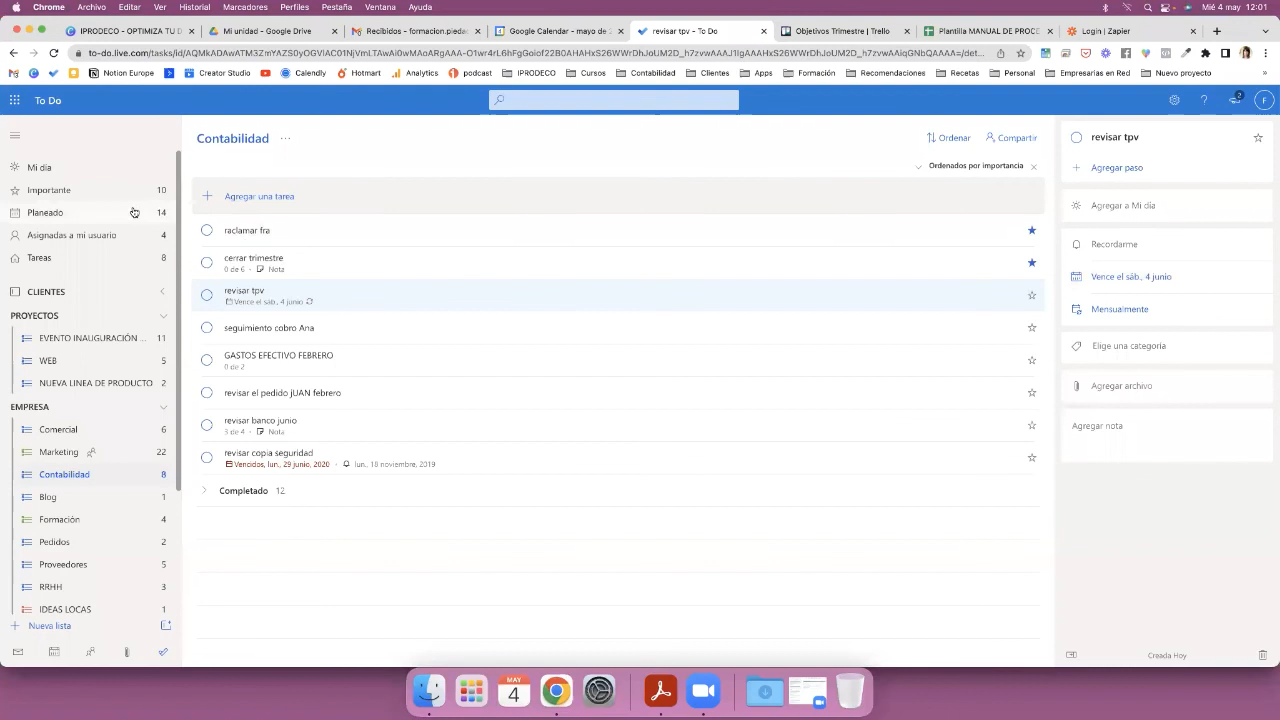 Chrome Archivo Editar Ver Historial Marcadores Perfiles Pestaña Ventana Ayuda
Mié 4 may 12:01
IPRODECO - OPTIMIZA TU D
Mi unidad - Google Drive
Recibidos - formacion.piedad
Google Calendar - mayo de 2
revisar tpv - To Do
Objetivos Trimestre | Trello
Plantilla MANUAL DE PROCE
Login | Zapier
Notion Europe
Creator Studio
Calendly
Hotmart
Analytics
podcast
IPRODECO
Cursos
Contabilidad
Clientes
Apps
Formación
Recomendaciones
Recetas
Personal
Empresarias en Red
Nuevo proyecto
To Do
2
F
Mi día
Importante 10
Planeado 14
Asignadas a mi usuario 4
Tareas 8
CLIENTES
PROYECTOS
EVENTO INAUGURACIÓN ... 11
WEB 5
NUEVA LINEA DE PRODUCTO 2
EMPRESA
Comercial 6
Marketing 22
Contabilidad 8
Blog 1
Formación 4
Pedidos 2
Proveedores 5
RRHH 3
IDEAS LOCAS 1
Nueva lista
Contabilidad ...
Ordenar
Compartir
Ordenados por importancia
Agregar una tarea
raclamar fra
cerrar trimestre
0 de 6 • Nota
revisar tpv
Vence el sáb., 4 junio
seguimiento cobro Ana
GASTOS EFECTIVO FEBRERO
0 de 2
revisar el pedido jUAN febrero
revisar banco junio
3 de 4 • Nota
revisar copia seguridad
Vencidos, lun., 29 junio, 2020 • lun., 18 noviembre, 2019
Completado 12
revisar tpv
Agregar paso
Agregar a Mi día
Recordarme
Vence el sáb., 4 junio
Mensualmente
Elige una categoría
Agregar archivo
Agregar nota
Creada Hoy
MAY
4